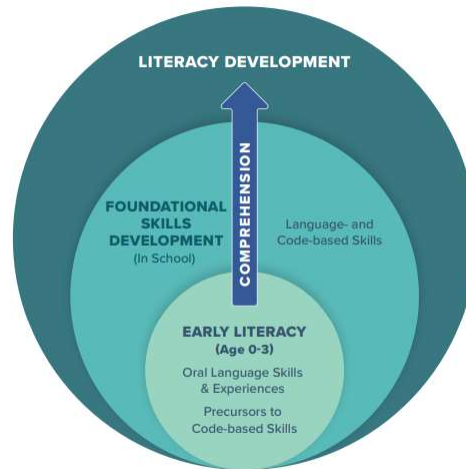 LITERACY DEVELOPMENT
COMPREHENSION
FOUNDATIONAL
SKILLS
DEVELOPMENT
(In School)
Language- and
Code-based Skills
EARLY LITERACY
(Age 0-3)
Oral Language Skills
& Experiences
Precursors to
Code-based Skills